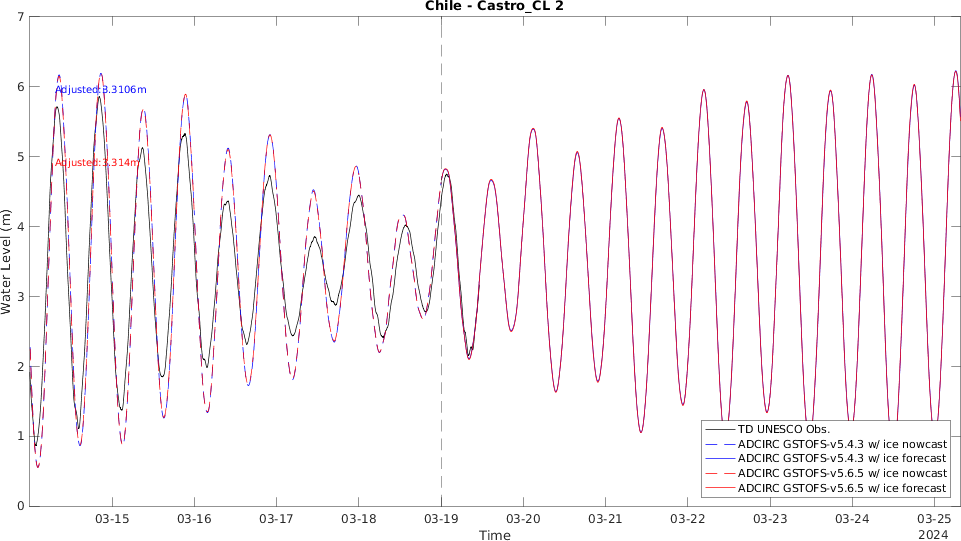 Chile - Castro_CL 2
7
6
5
4
3
2
1
0
Water Level (m)
Adjusted:3.3106m
Adjusted:3.314m
TD UNESCO Obs.
ADCIRC GSTOFS-v5.4.3 w/ ice nowcast
ADCIRC GSTOFS-v5.4.3 w/ ice forecast
ADCIRC GSTOFS-v5.6.5 w/ ice nowcast
ADCIRC GSTOFS-v5.6.5 w/ ice forecast
03-15 03-16 03-17 03-18 03-19 03-20 03-21 03-22 03-23 03-24 03-25
Time
2024